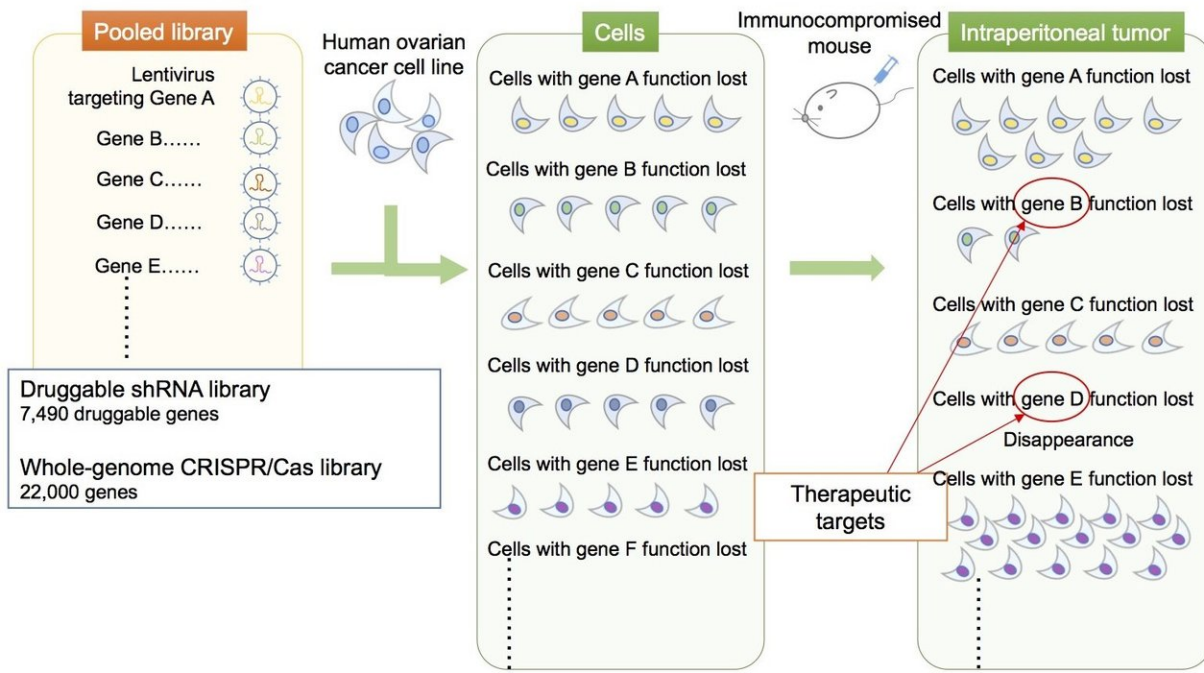 Pooled library
Lentivirus
targeting Gene A
Gene B......
Gene C......
Gene D......
Gene E......
Druggable shRNA library
7,490 druggable genes
Whole-genome CRISPR/Cas library
22,000 genes
Human ovarian
cancer cell line
Cells
Cells with gene A function lost
Cells with gene B function lost
Cells with gene C function lost
Cells with gene D function lost
Cells with gene E function lost
Cells with gene F function lost
Immunocompromised
mouse
Therapeutic
targets
Intraperitoneal tumor
Cells with gene A function lost
Cells with gene B function lost
Cells with gene C function lost
Cells with gene D function lost
Disappearance
Cells with gene E function lost